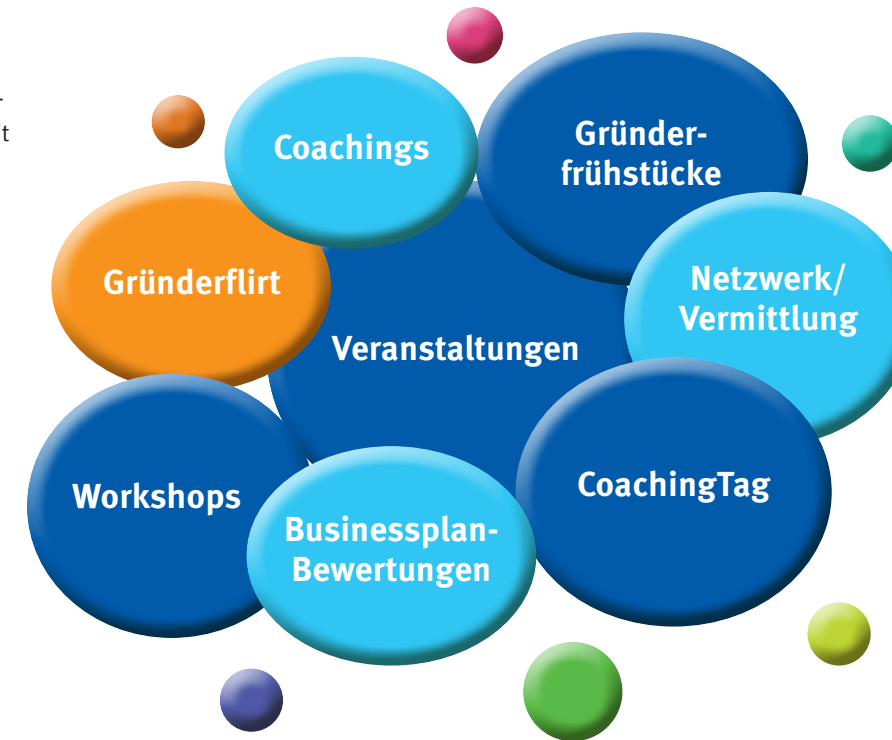 -
t
Coachings
Gründer-
frühstücke
Gründerflirt
Netzwerk/
Vermittlung
Veranstaltungen
Workshops
CoachingTag
Businessplan-
Bewertungen